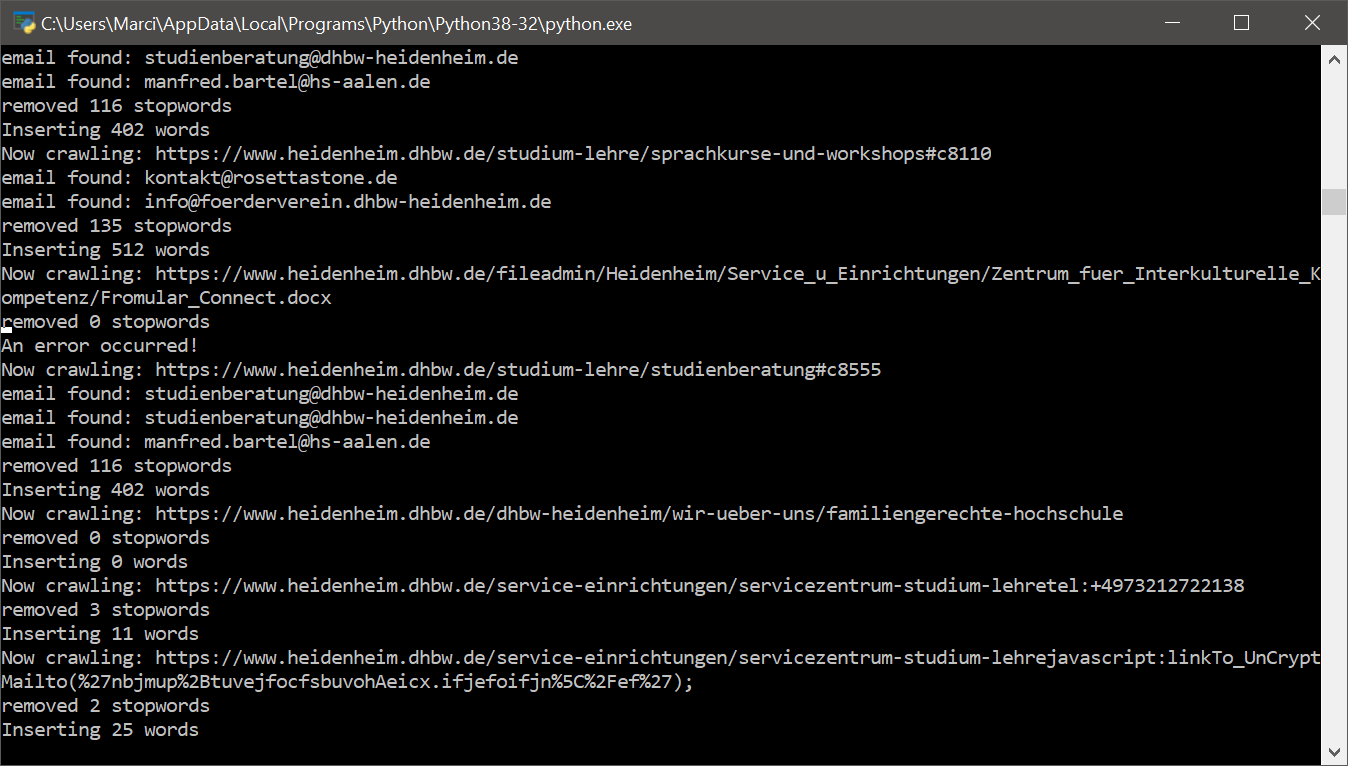 C:\Users\Marci\AppData\Local\Programs\Python\Python38-32\python.exe
email found: studienberatung@dhbw-heidenheim.de
email found: manfred.bartel@hs-aalen.de
removed 116 stopwords
Inserting 402 words
Now crawling: https://www.heidenheim.dhbw.de/studium-lehre/sprachkurse-und-workshops#c8110
email found: kontakt@rosettastone.de
email found: info@foerderverein.dhbw-heidenheim.de
removed 135 stopwords
Inserting 512 words
Now crawling: https://www.heidenheim.dhbw.de/fileadmin/Heidenheim/Service_u_Einrichtungen/Zentrum_fuer_Interkulturelle_K
ompetenz/Fromular_Connect.docx
removed 0 stopwords
An error occurred!
Now crawling: https://www.heidenheim.dhbw.de/studium-lehre/studienberatung#c8555
email found: studienberatung@dhbw-heidenheim.de
email found: studienberatung@dhbw-heidenheim.de
email found: manfred.bartel@hs-aalen.de
removed 116 stopwords
Inserting 402 words
Now crawling: https://www.heidenheim.dhbw.de/dhbw-heidenheim/wir-ueber-uns/familiengerechte-hochschule
removed 0 stopwords
Inserting 0 words
Now crawling: https://www.heidenheim.dhbw.de/service-einrichtungen/servicezentrum-studium-lehretel:+4973212722138
removed 3 stopwords
Inserting 11 words
Now crawling: https://www.heidenheim.dhbw.de/service-einrichtungen/servicezentrum-studium-lehrejavascript:linkTo_UnCrypt
Mailto(%27nbjmup%2BtuvejfocfsbuvohAeicx.ifjefoifjn%5C%2Fef%27);
removed 2 stopwords
Inserting 25 words